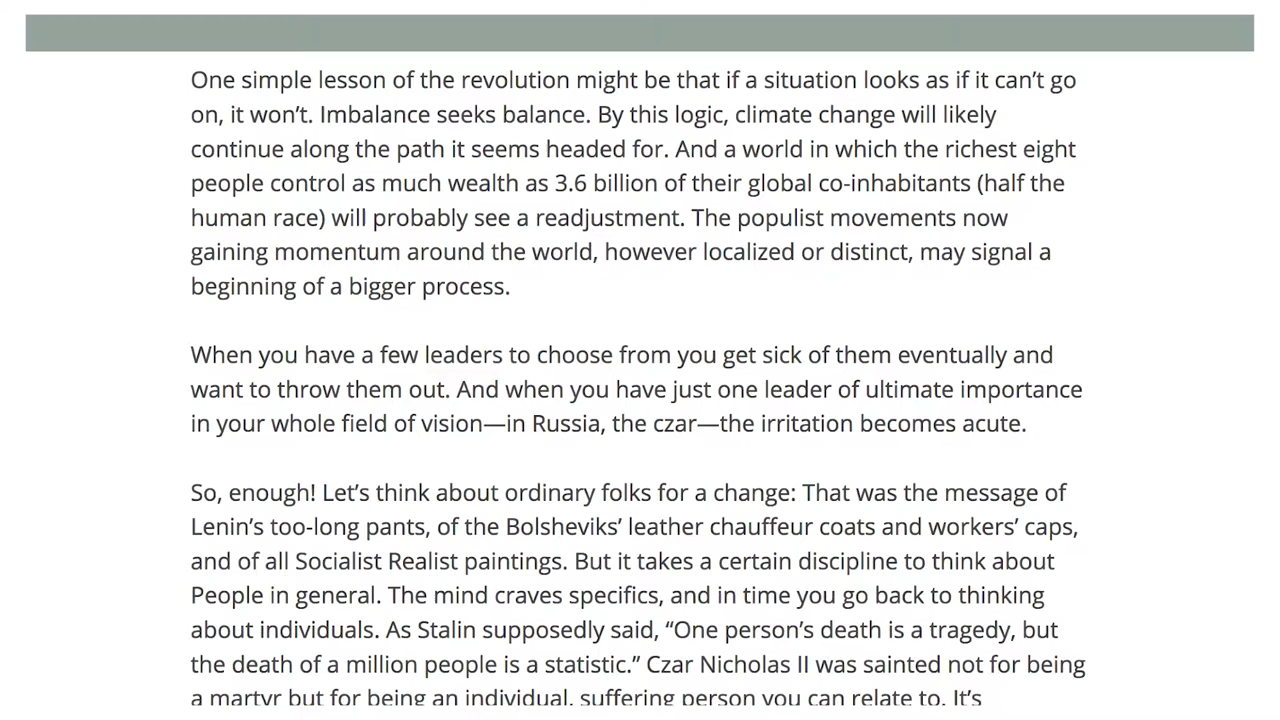 One simple lesson of the revolution might be that if a situation looks as if it can’t go
on, it won’t. Imbalance seeks balance. By this logic, climate change will likely
continue along the path it seems headed for. And a world in which the richest eight
people control as much wealth as 3.6 billion of their global co-inhabitants (half the
human race) will probably see a readjustment. The populist movements now
gaining momentum around the world, however localized or distinct, may signal a
beginning of a bigger process.
When you have a few leaders to choose from you get sick of them eventually and
want to throw them out. And when you have just one leader of ultimate importance
in your whole field of vision—in Russia, the czar—the irritation becomes acute.
So, enough! Let’s think about ordinary folks for a change: That was the message of
Lenin’s too-long pants, of the Bolsheviks’ leather chauffeur coats and workers’ caps,
and of all Socialist Realist paintings. But it takes a certain discipline to think about
People in general. The mind craves specifics, and in time you go back to thinking
about individuals. As Stalin supposedly said, “One person’s death is a tragedy, but
the death of a million people is a statistic.” Czar Nicholas II was sainted not for being
a martyr but for being an individual, suffering person you can relate to. It’s